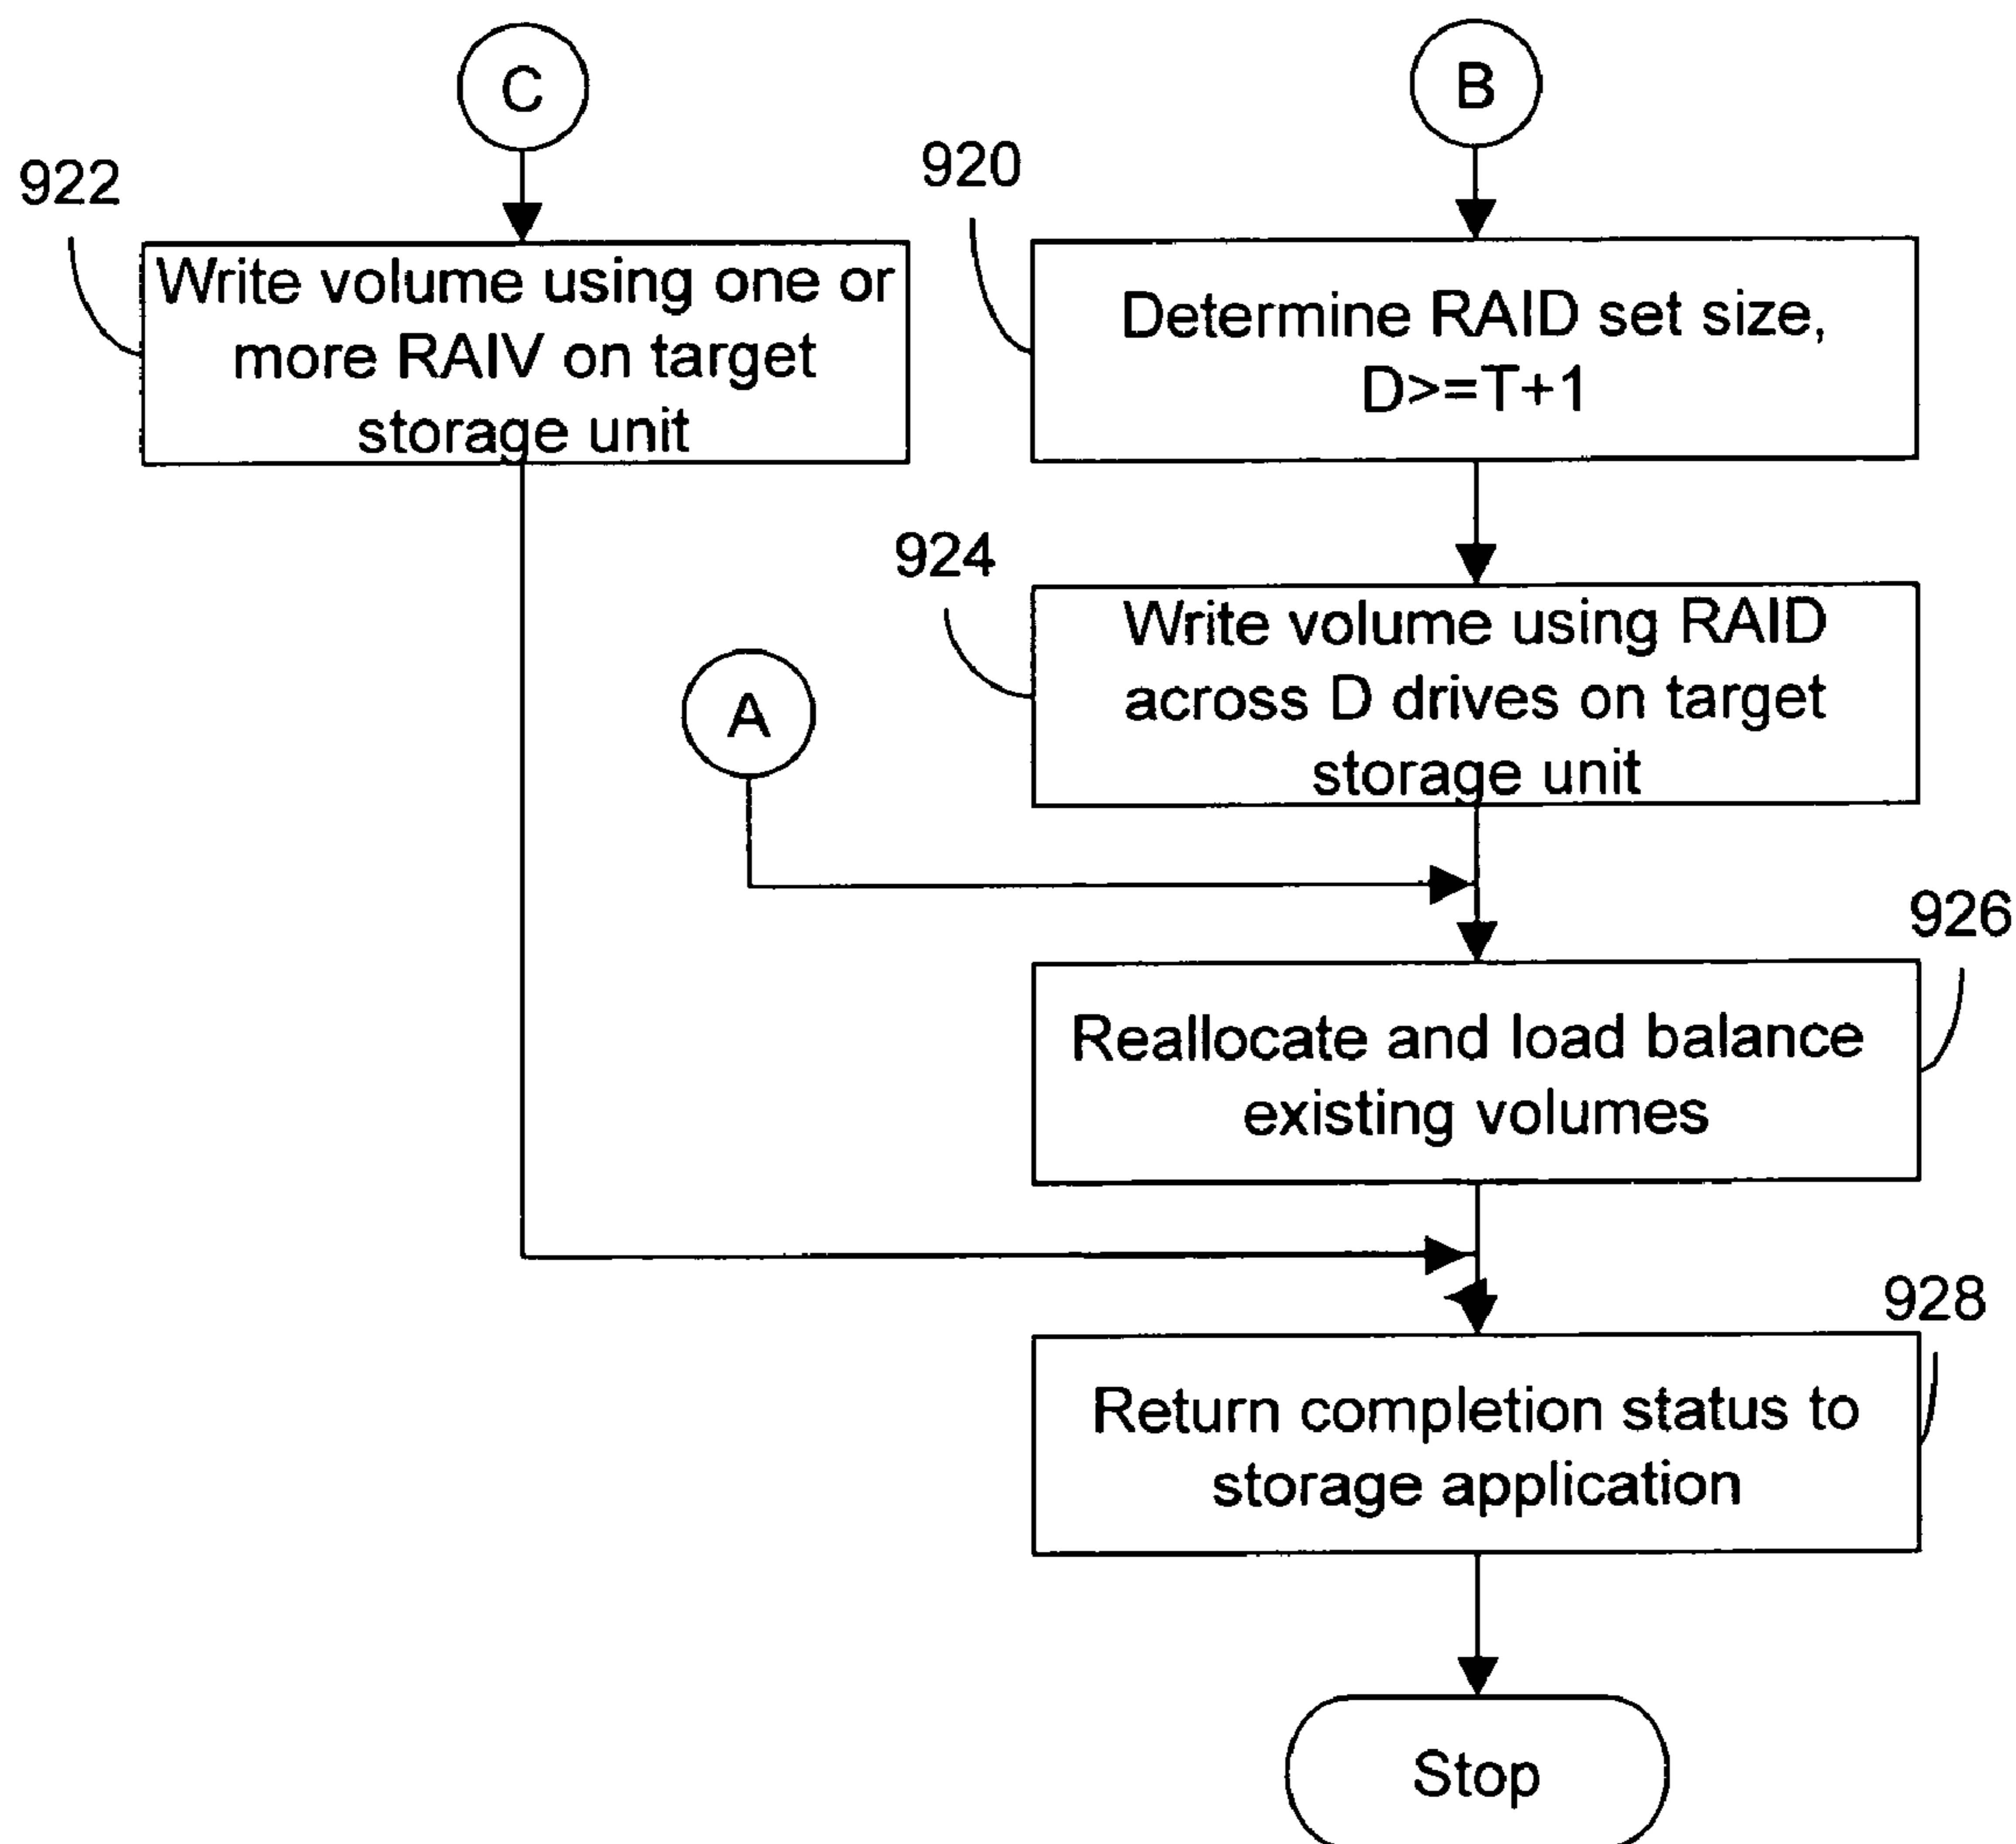 C
B
922
920
Write volume using one or
more RAIV on target
storage unit
Determine RAID set size,
D>=T+1
924
Write volume using RAID
across D drives on target
storage unit
A
926
Reallocate and load balance
existing volumes
928
Return completion status to
storage application
Stop